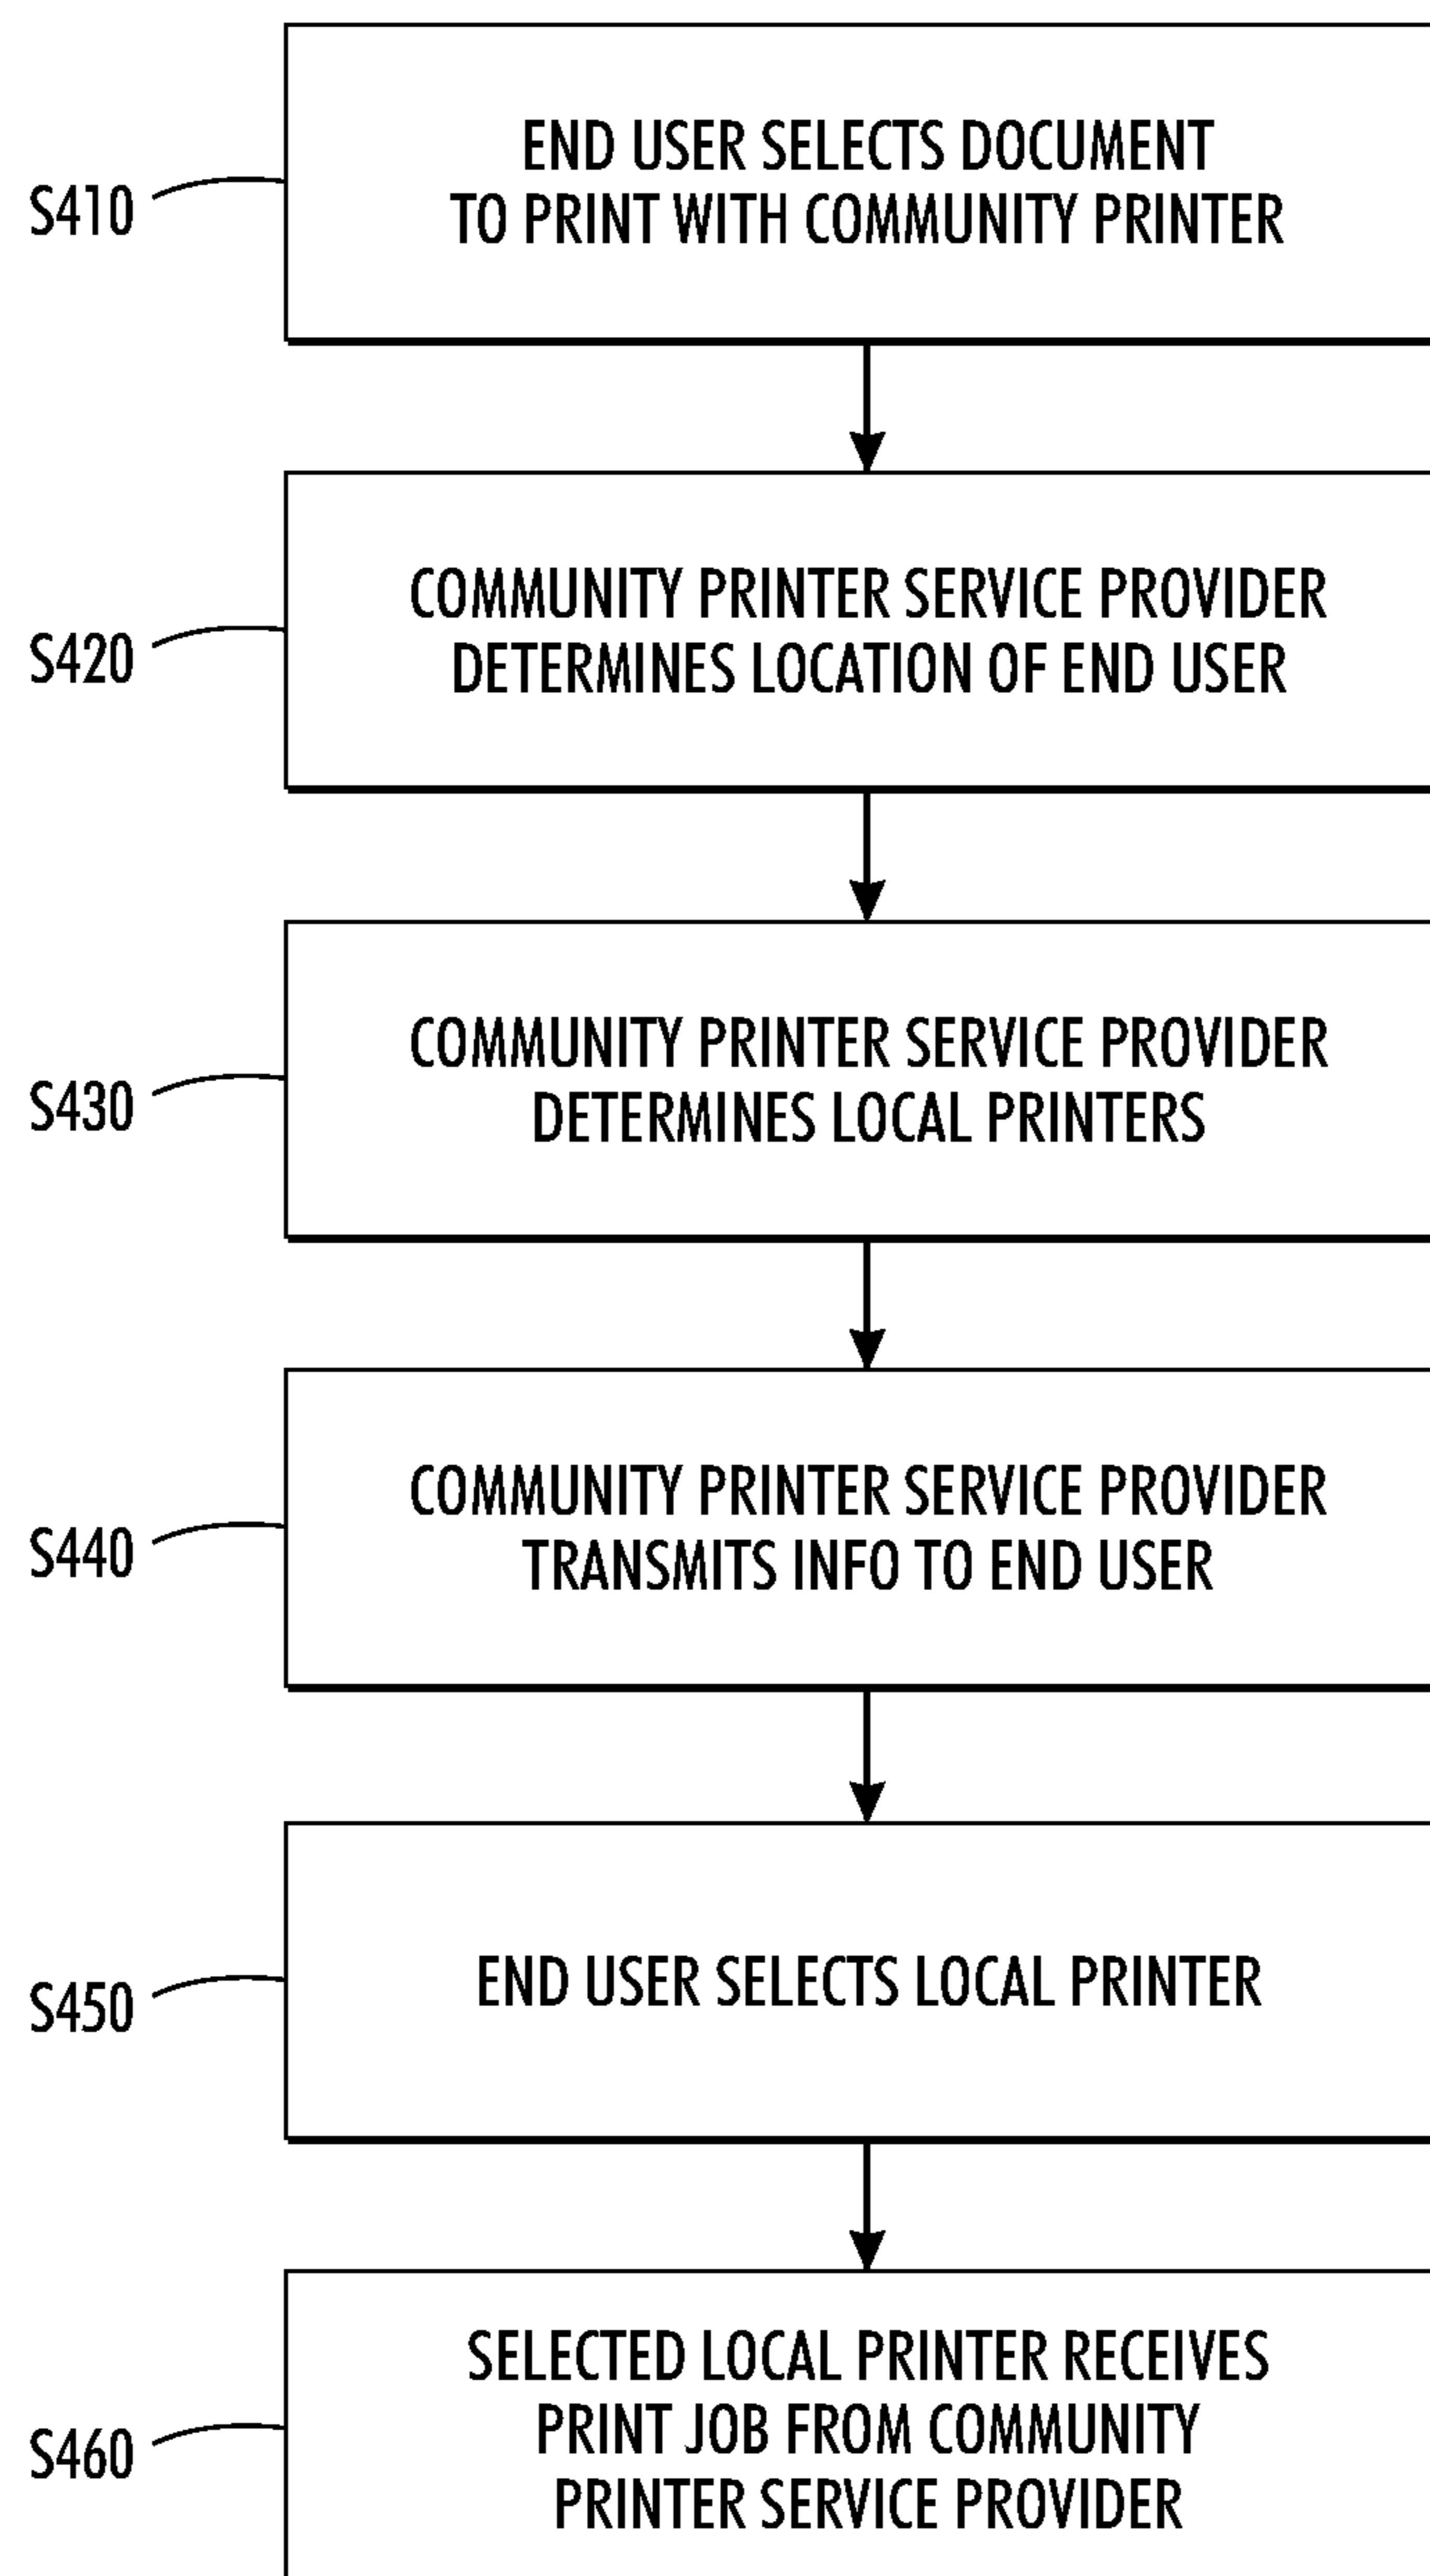 S410
END USER SELECTS DOCUMENT
TO PRINT WITH COMMUNITY PRINTER
S420
COMMUNITY PRINTER SERVICE PROVIDER
DETERMINES LOCATION OF END USER
S430
COMMUNITY PRINTER SERVICE PROVIDER
DETERMINES LOCAL PRINTERS
S440
COMMUNITY PRINTER SERVICE PROVIDER
TRANSMITS INFO TO END USER
S450
END USER SELECTS LOCAL PRINTER
S460
SELECTED LOCAL PRINTER RECEIVES
PRINT JOB FROM COMMUNITY
PRINTER SERVICE PROVIDER